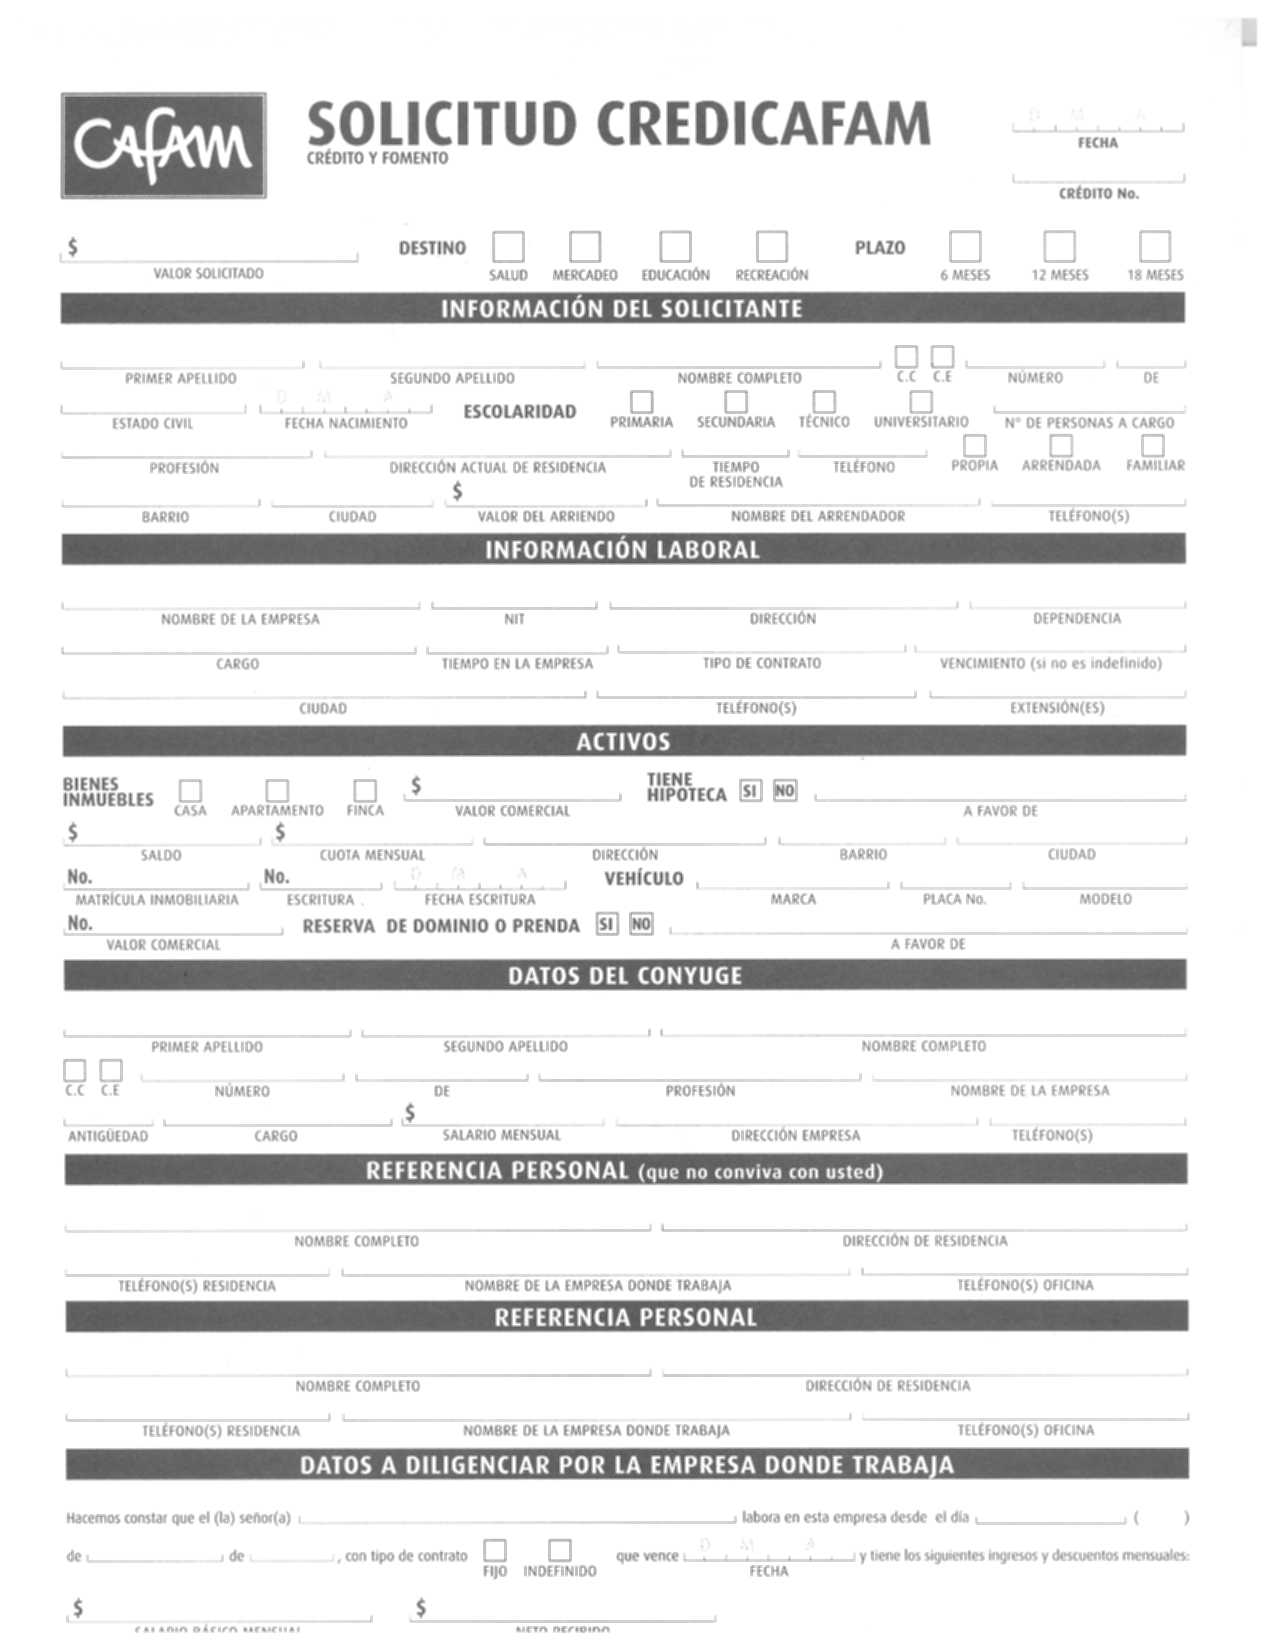 CAFAM
SOLICITUD CREDICAFAM
CRÉDITO Y FOMENTO
D M A
FECHA
CRÉDITO No.
$ DESTINO PLAZO
VALOR SOLICITADO SALUD MERCADEO EDUCACIÓN RECREACIÓN 6 MESES 12 MESES 18 MESES
INFORMACIÓN DEL SOLICITANTE
PRIMER APELLIDO SEGUNDO APELLIDO NOMBRE COMPLETO C.C C.E NÚMERO DE
D M A
ESTADO CIVIL FECHA NACIMIENTO ESCOLARIDAD PRIMARIA SECUNDARIA TÉCNICO UNIVERSITARIO N° DE PERSONAS A CARGO
PROFESIÓN DIRECCIÓN ACTUAL DE RESIDENCIA TIEMPO DE RESIDENCIA TELÉFONO PROPIA ARRENDADA FAMILIAR
$
BARRIO CIUDAD VALOR DEL ARRIENDO NOMBRE DEL ARRENDADOR TELÉFONO(S)
INFORMACIÓN LABORAL
NOMBRE DE LA EMPRESA NIT DIRECCIÓN DEPENDENCIA
CARGO TIEMPO EN LA EMPRESA TIPO DE CONTRATO VENCIMIENTO (si no es indefinido)
CIUDAD TELÉFONO(S) EXTENSIÓN(ES)
ACTIVOS
BIENES INMUEBLES CASA APARTAMENTO FINCA $ VALOR COMERCIAL TIENE HIPOTECA SI NO A FAVOR DE
$ $
SALDO CUOTA MENSUAL DIRECCIÓN BARRIO CIUDAD
No. No. D M A VEHÍCULO
MATRÍCULA INMOBILIARIA ESCRITURA FECHA ESCRITURA MARCA PLACA No. MODELO
No. RESERVA DE DOMINIO O PRENDA SI NO
VALOR COMERCIAL A FAVOR DE
DATOS DEL CONYUGE
PRIMER APELLIDO SEGUNDO APELLIDO NOMBRE COMPLETO
C.C C.E NÚMERO DE PROFESIÓN NOMBRE DE LA EMPRESA
$
ANTIGÜEDAD CARGO SALARIO MENSUAL DIRECCIÓN EMPRESA TELÉFONO(S)
REFERENCIA PERSONAL (que no conviva con usted)
NOMBRE COMPLETO DIRECCIÓN DE RESIDENCIA
TELÉFONO(S) RESIDENCIA NOMBRE DE LA EMPRESA DONDE TRABAJA TELÉFONO(S) OFICINA
REFERENCIA PERSONAL
NOMBRE COMPLETO DIRECCIÓN DE RESIDENCIA
TELÉFONO(S) RESIDENCIA NOMBRE DE LA EMPRESA DONDE TRABAJA TELÉFONO(S) OFICINA
DATOS A DILIGENCIAR POR LA EMPRESA DONDE TRABAJA
Hacemos constar que el (la) señor(a) labora en esta empresa desde el día ( )
de de , con tipo de contrato FIJO INDEFINIDO que vence D M A FECHA y tiene los siguientes ingresos y descuentos mensuales:
$ $
SALARIO BÁSICO MENSUAL NETO RECIBIDO